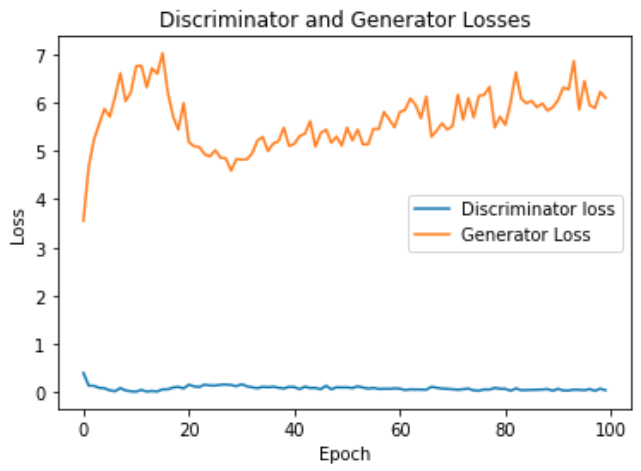 Discriminator and Generator Losses
7
6
5
4
3
2
1
0
Loss
Discriminator loss
Generator Loss
0 20 40 60 80 100
Epoch